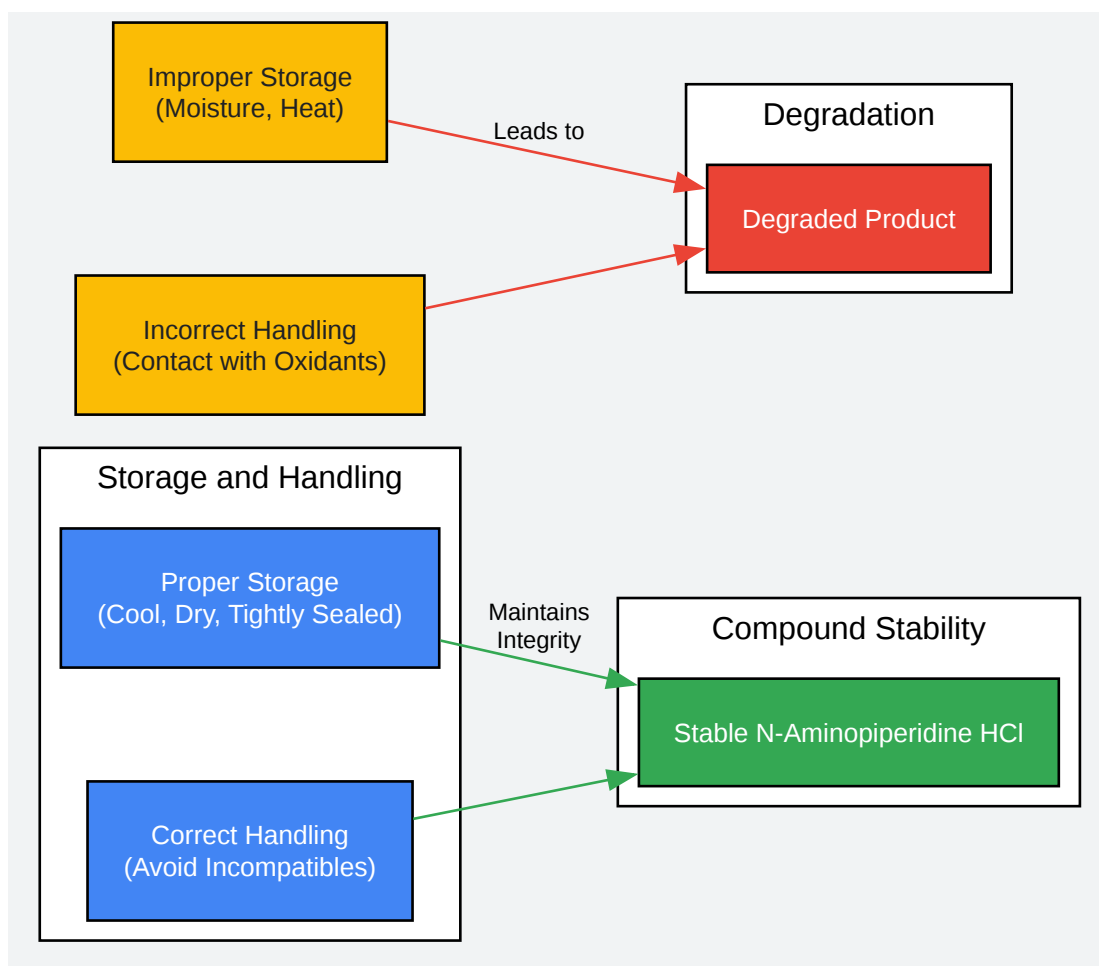 Improper Storage
(Moisture, Heat)
Leads to
Degradation
Degraded Product
Incorrect Handling
(Contact with Oxidants)
Storage and Handling
Proper Storage
(Cool, Dry, Tightly Sealed)
Maintains
Integrity
Compound Stability
Stable N-Aminopiperidine HCl
Correct Handling
(Avoid Incompatibles)